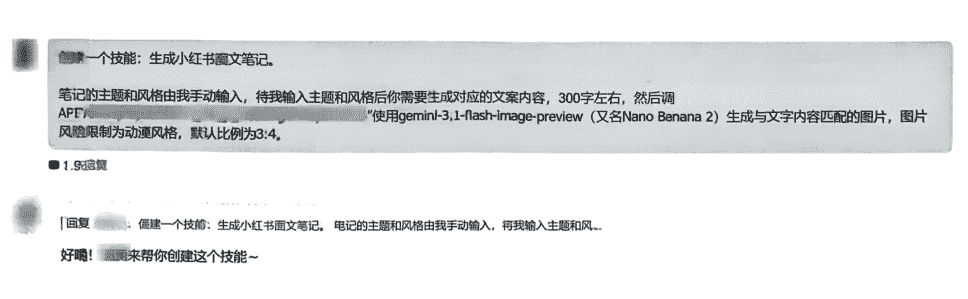 一个技能：生成小红书图文笔记。
笔记的主题和风格由我手动输入，待我输入主题和风格后你需要生成对应的文案内容，300字左右，然后调
API "使用gemini-3,1-flash-image-preview（又名Nano Banana 2）生成与文字内容匹配的图片，图片
风格限制为动漫风格，默认比例为3:4。
回复
回复 ：创建一个技能：生成小红书图文笔记。 笔记的主题和风格由我手动输入，待我输入主题和风...
好嘞！ 来帮你创建这个技能~